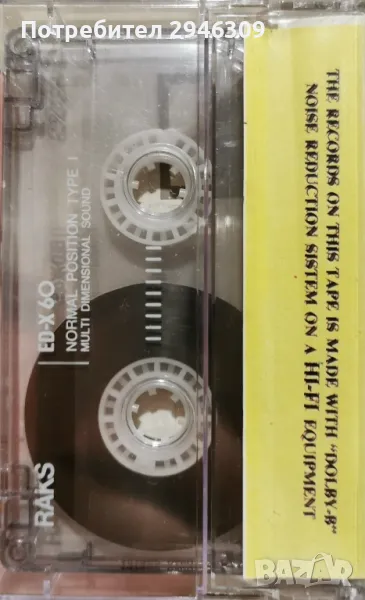 Потребител 2946309
THE RECORDS ON THIS TAPE IS MADE WITH "DOLBY-B"
NOISE REDUCTION SISTEM ON A HI-FI EQUIPMENT
RAKS
ED-X 60
NORMAL POSITION TYPE I
MULTI DIMENSIONAL SOUND
bazar